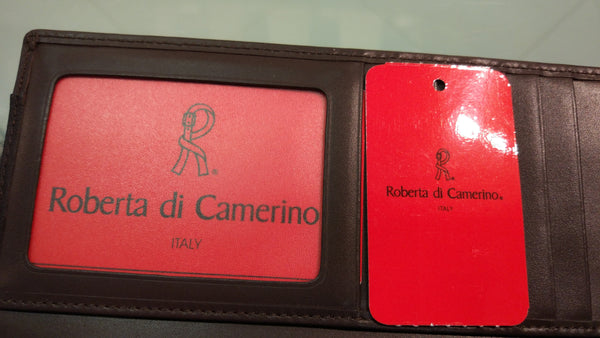 R®
Roberta di Camerino
ITALY
R®
Roberta di Camerino®
ITALY